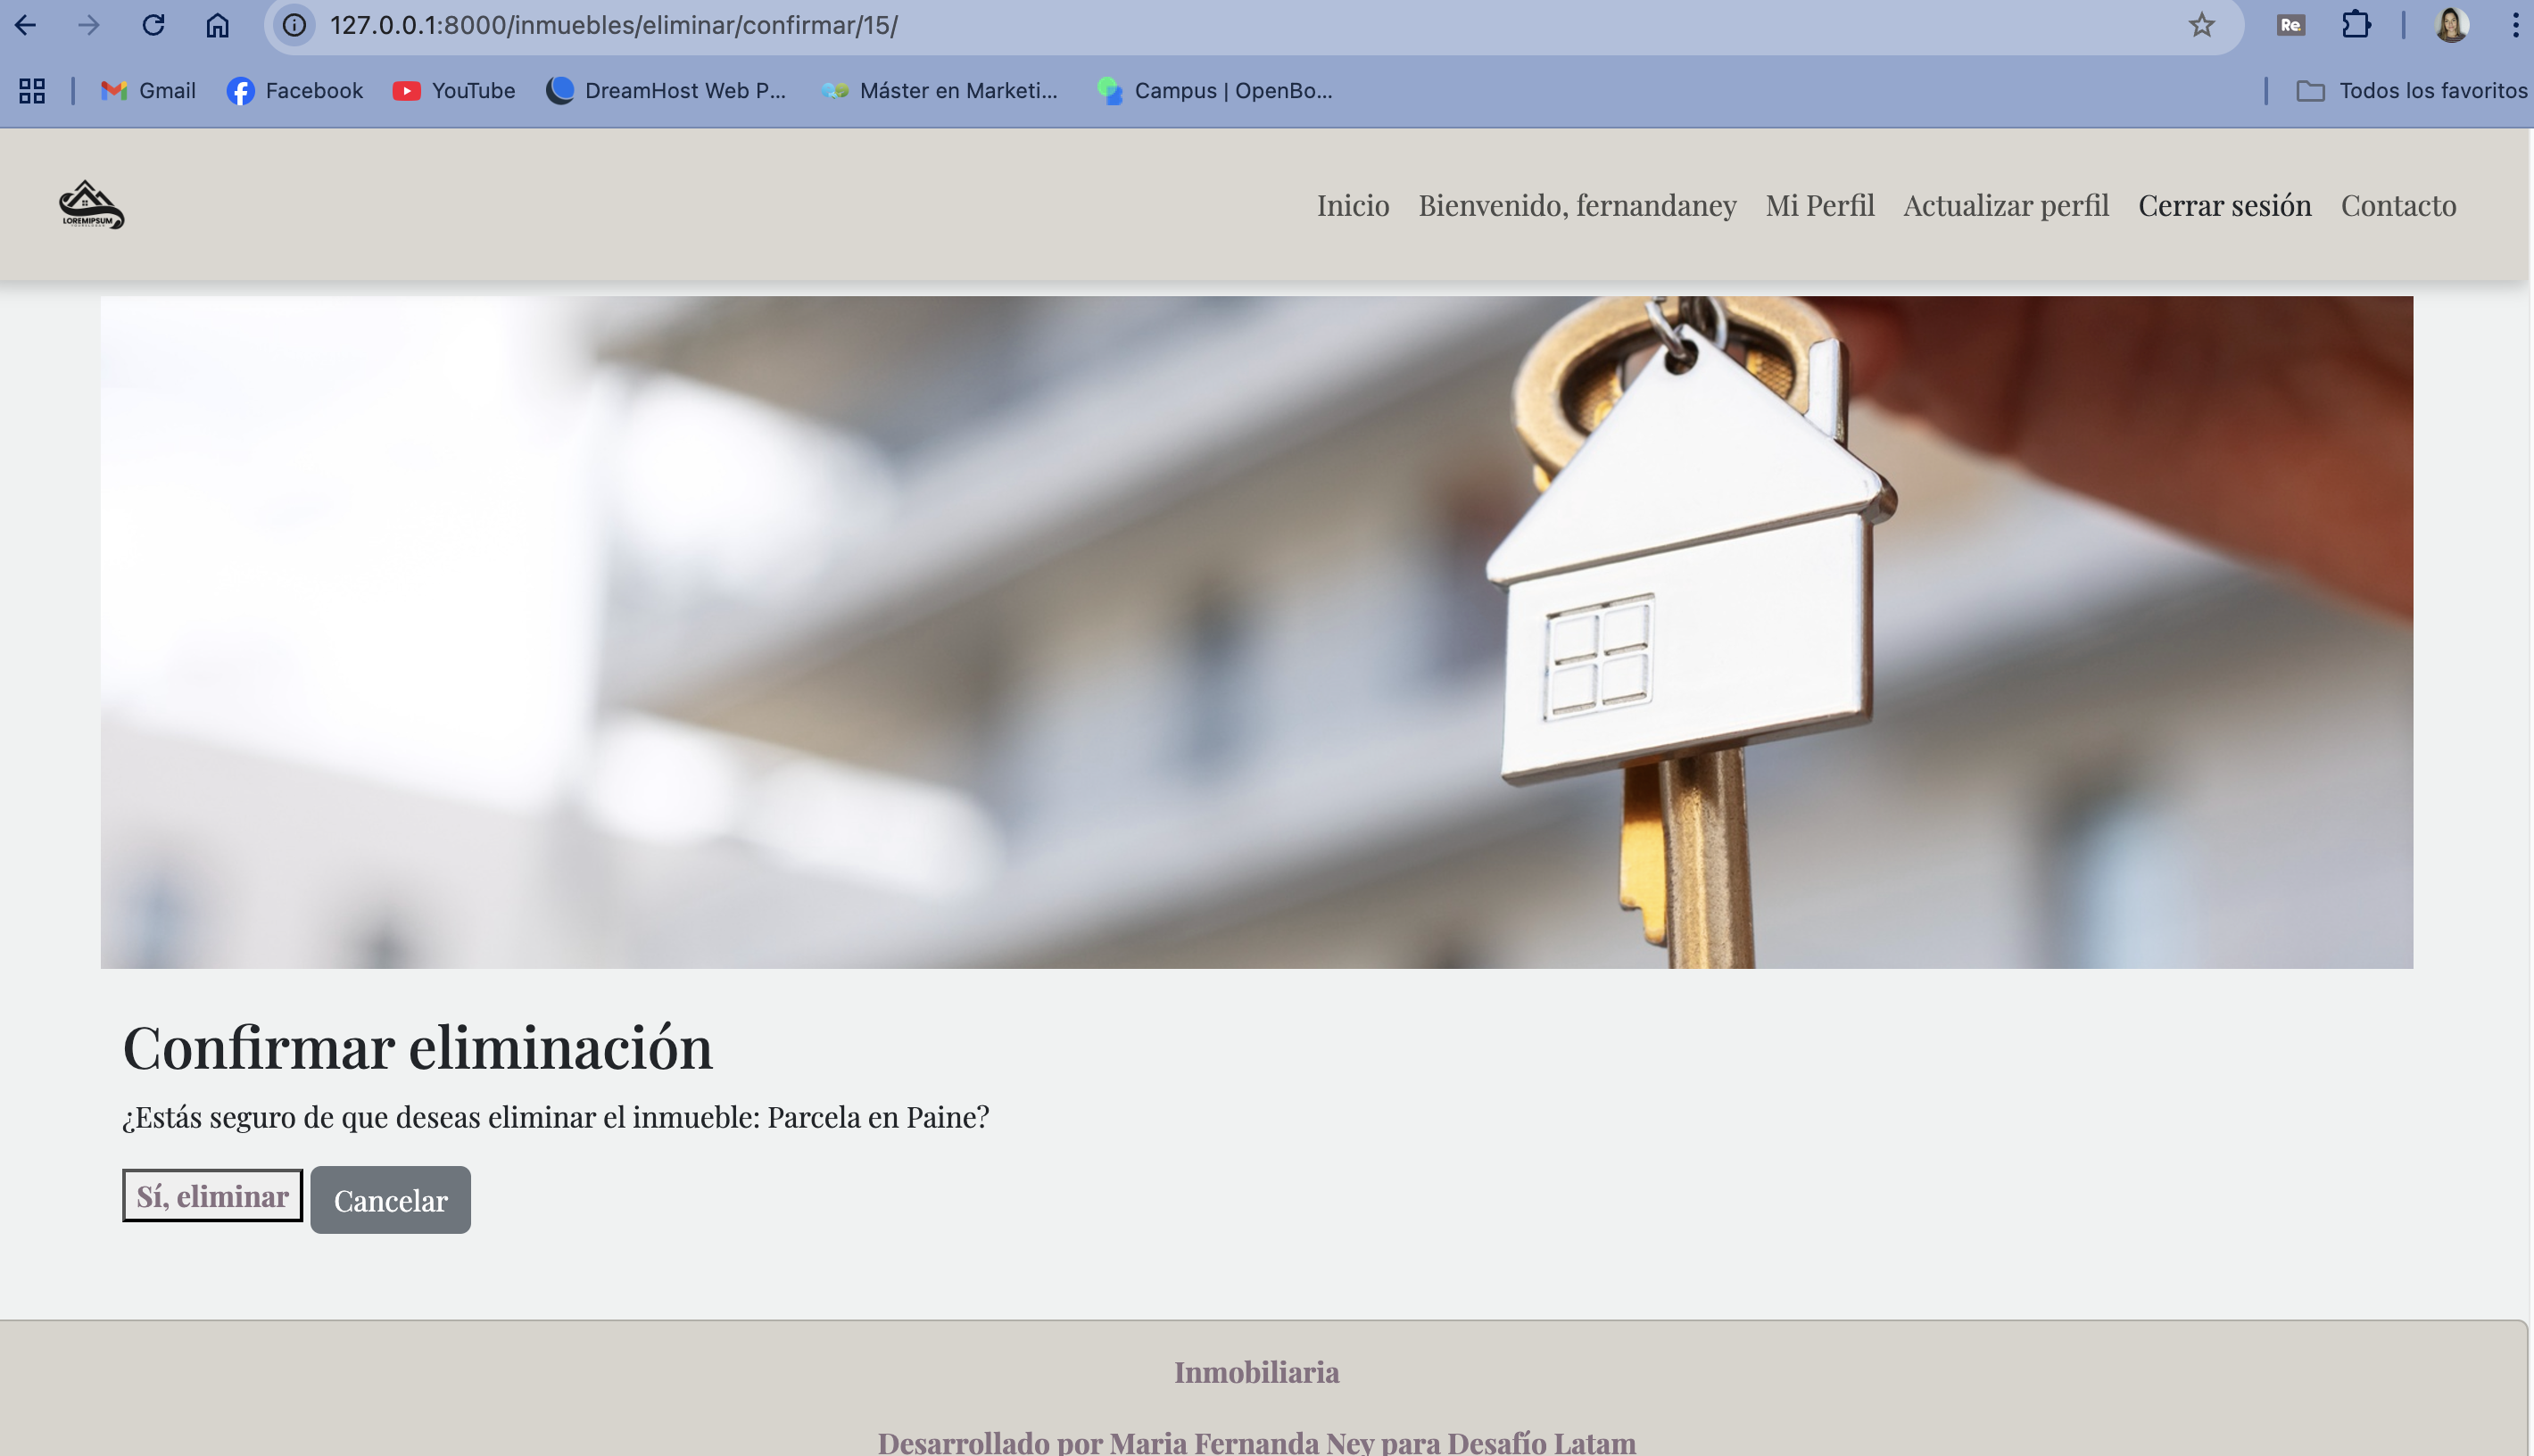 127.0.0.1:8000/inmuebles/eliminar/confirmar/15/
Re
Gmail Facebook YouTube DreamHost Web P... Máster en Marketi... Campus | OpenBo... Todos los favoritos
LOREMIPSUM
Inicio Bienvenido, fernandaney Mi Perfil Actualizar perfil Cerrar sesión Contacto
Confirmar eliminación
¿Estás seguro de que deseas eliminar el inmueble: Parcela en Paine?
Sí, eliminar Cancelar
Inmobiliaria
Desarrollado por Maria Fernanda Ney para Desafío Latam